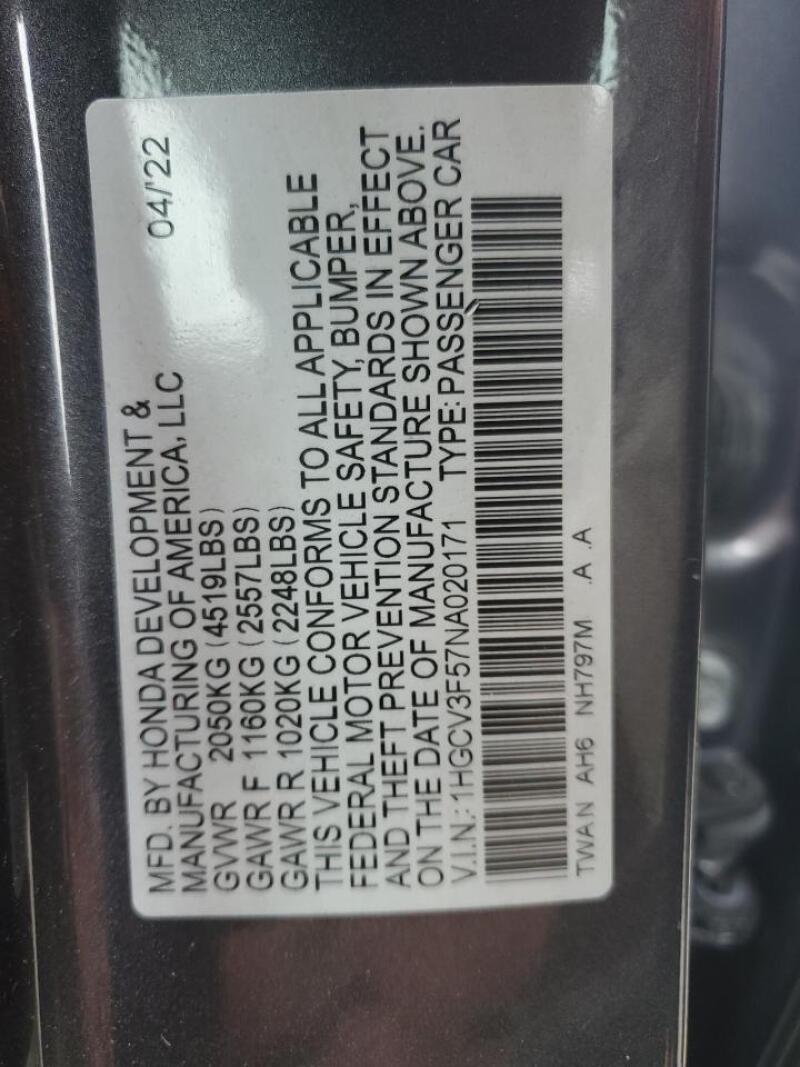 MFD. BY HONDA DEVELOPMENT & 04/'22
MANUFACTURING OF AMERICA, LLC
GVWR 2050KG (4519LBS)
GAWR F 1160KG (2557LBS)
GAWR R 1020KG (2248LBS)
THIS VEHICLE CONFORMS TO ALL APPLICABLE
FEDERAL MOTOR VEHICLE SAFETY, BUMPER,
AND THEFT PREVENTION STANDARDS IN EFFECT
ON THE DATE OF MANUFACTURE SHOWN ABOVE.
V.I.N.: 1HGCV3F57NA020171 TYPE: PASSENGER CAR
TWAN AH6 NH797M .A .A